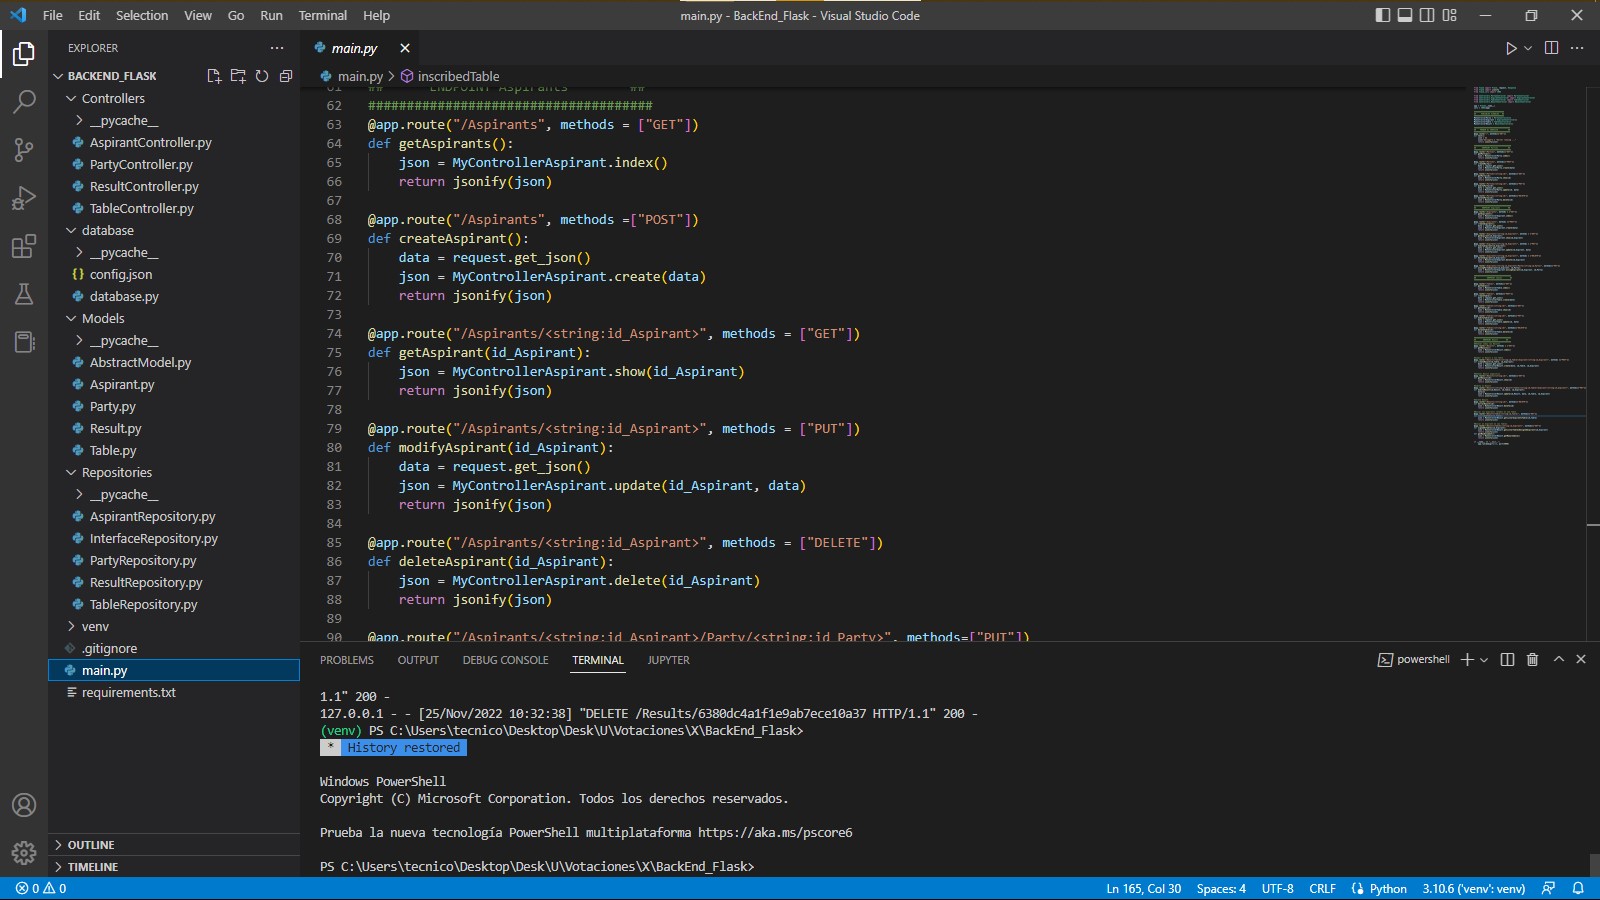 File Edit Selection View Go Run Terminal Help
main.py - BackEnd_Flask - Visual Studio Code
EXPLORER
BACKEND_FLASK
Controllers
__pycache__
AspirantController.py
PartyController.py
ResultController.py
TableController.py
database
__pycache__
config.json
database.py
Models
__pycache__
AbstractModel.py
Aspirant.py
Party.py
Result.py
Table.py
Repositories
__pycache__
AspirantRepository.py
InterfaceRepository.py
PartyRepository.py
ResultRepository.py
TableRepository.py
venv
.gitignore
main.py
requirements.txt
OUTLINE
TIMELINE
main.py
main.py > inscribedTable
61 ## ENDPOINT Aspirants ##
62 #####################################
63 @app.route("/Aspirants", methods = ["GET"])
64 def getAspirants():
65 json = MyControllerAspirant.index()
66 return jsonify(json)
67
68 @app.route("/Aspirants", methods =["POST"])
69 def createAspirant():
70 data = request.get_json()
71 json = MyControllerAspirant.create(data)
72 return jsonify(json)
73
74 @app.route("/Aspirants/<string:id_Aspirant>", methods = ["GET"])
75 def getAspirant(id_Aspirant):
76 json = MyControllerAspirant.show(id_Aspirant)
77 return jsonify(json)
78
79 @app.route("/Aspirants/<string:id_Aspirant>", methods = ["PUT"])
80 def modifyAspirant(id_Aspirant):
81 data = request.get_json()
82 json = MyControllerAspirant.update(id_Aspirant, data)
83 return jsonify(json)
84
85 @app.route("/Aspirants/<string:id_Aspirant>", methods = ["DELETE"])
86 def deleteAspirant(id_Aspirant):
87 json = MyControllerAspirant.delete(id_Aspirant)
88 return jsonify(json)
89
90 @app.route("/Aspirants/<string:id_Aspirant>/Party/<string:id_Party>", methods=["PUT"])
PROBLEMS OUTPUT DEBUG CONSOLE TERMINAL JUPYTER
powershell
1.1" 200 -
127.0.0.1 - - [25/Nov/2022 10:32:38] "DELETE /Results/6380dc4a1f1e9ab7ece10a37 HTTP/1.1" 200 -
(venv) PS C:\Users\tecnico\Desktop\Desk\U\Votaciones\X\BackEnd_Flask>
* History restored
Windows PowerShell
Copyright (C) Microsoft Corporation. Todos los derechos reservados.
Prueba la nueva tecnología PowerShell multiplataforma https://aka.ms/pscore6
PS C:\Users\tecnico\Desktop\Desk\U\Votaciones\X\BackEnd_Flask>
0 0
Ln 165, Col 30 Spaces: 4 UTF-8 CRLF Python 3.10.6 ('venv': venv)